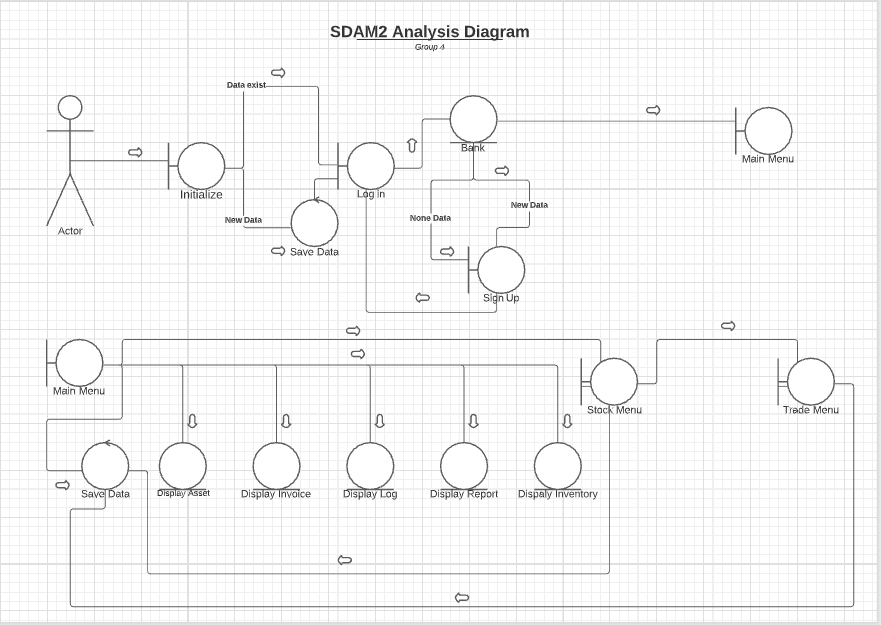 SDAM2 Analysis Diagram
Group 4
Data exist
Bank
Main Menu
Initialize
Log in
New Data
None Data
New Data
Actor
Save Data
Sign Up
Main Menu
Stock Menu
Trade Menu
Save Data
Display Asset
Display Invoice
Display Log
Display Report
Dispaly Inventory